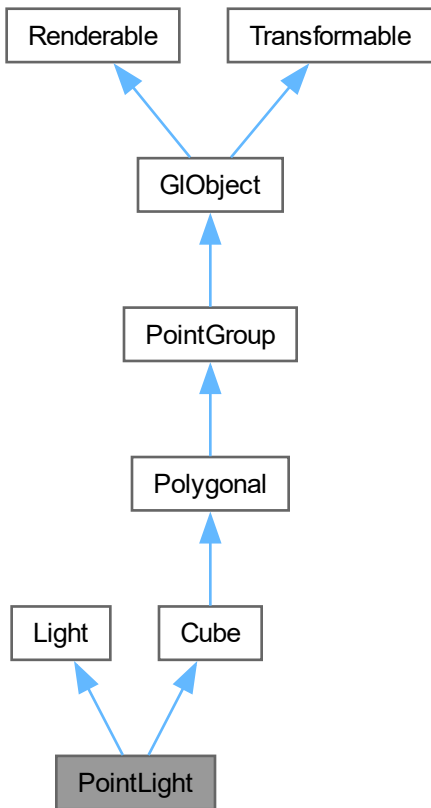 Renderable
Transformable
GlObject
PointGroup
Polygonal
Light
Cube
PointLight